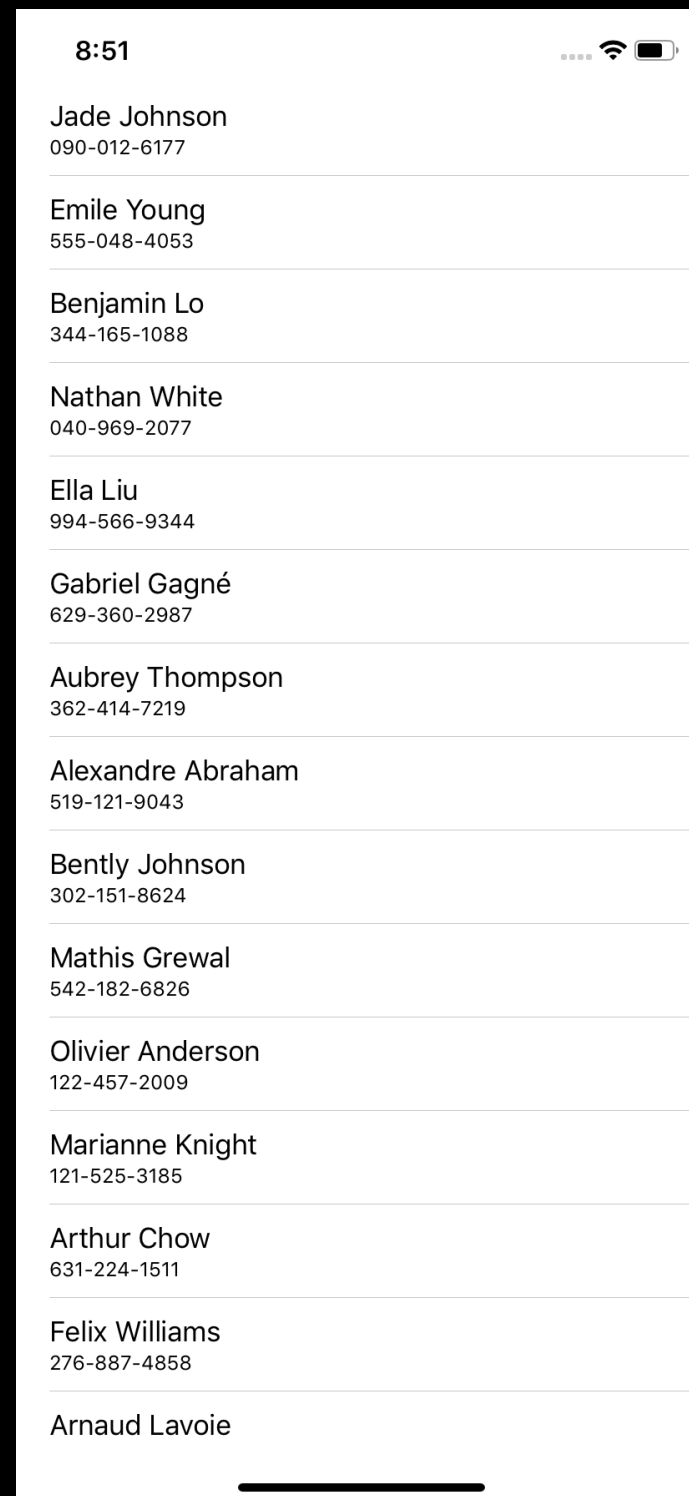 8:51
Jade Johnson
090-012-6177
Emile Young
555-048-4053
Benjamin Lo
344-165-1088
Nathan White
040-969-2077
Ella Liu
994-566-9344
Gabriel Gagné
629-360-2987
Aubrey Thompson
362-414-7219
Alexandre Abraham
519-121-9043
Bently Johnson
302-151-8624
Mathis Grewal
542-182-6826
Olivier Anderson
122-457-2009
Marianne Knight
121-525-3185
Arthur Chow
631-224-1511
Felix Williams
276-887-4858
Arnaud Lavoie